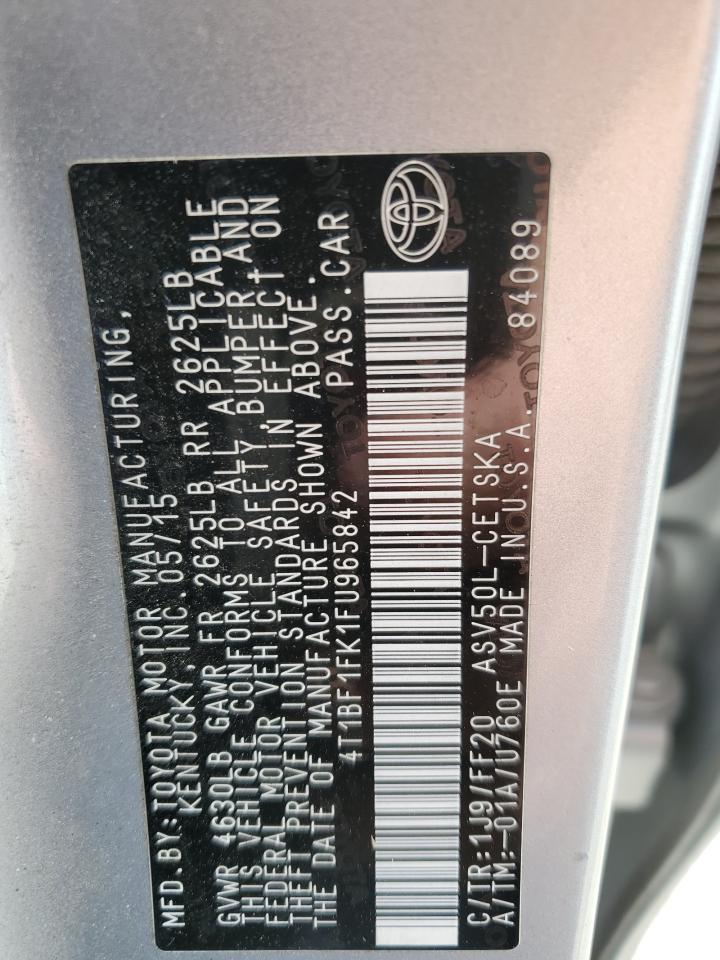 MFD.BY:TOYOTA MOTOR MANUFACTURING,
KENTUCKY, INC.05/15
GVWR 4630LB GAWR FR 2625LB RR 2625LB
THIS VEHICLE CONFORMS TO ALL APPLICABLE
FEDERAL MOTOR VEHICLE SAFETY, BUMPER, AND
THEFT PREVENTION STANDARDS IN EFFECT ON
THE DATE OF MANUFACTURE SHOWN ABOVE.
4T1BF1FK1FU965842 PASS.CAR
C/TR:1J9/FF20 ASV50L-CETSKA
A/TM:-01A/U760E MADE IN U.S.A. 84089